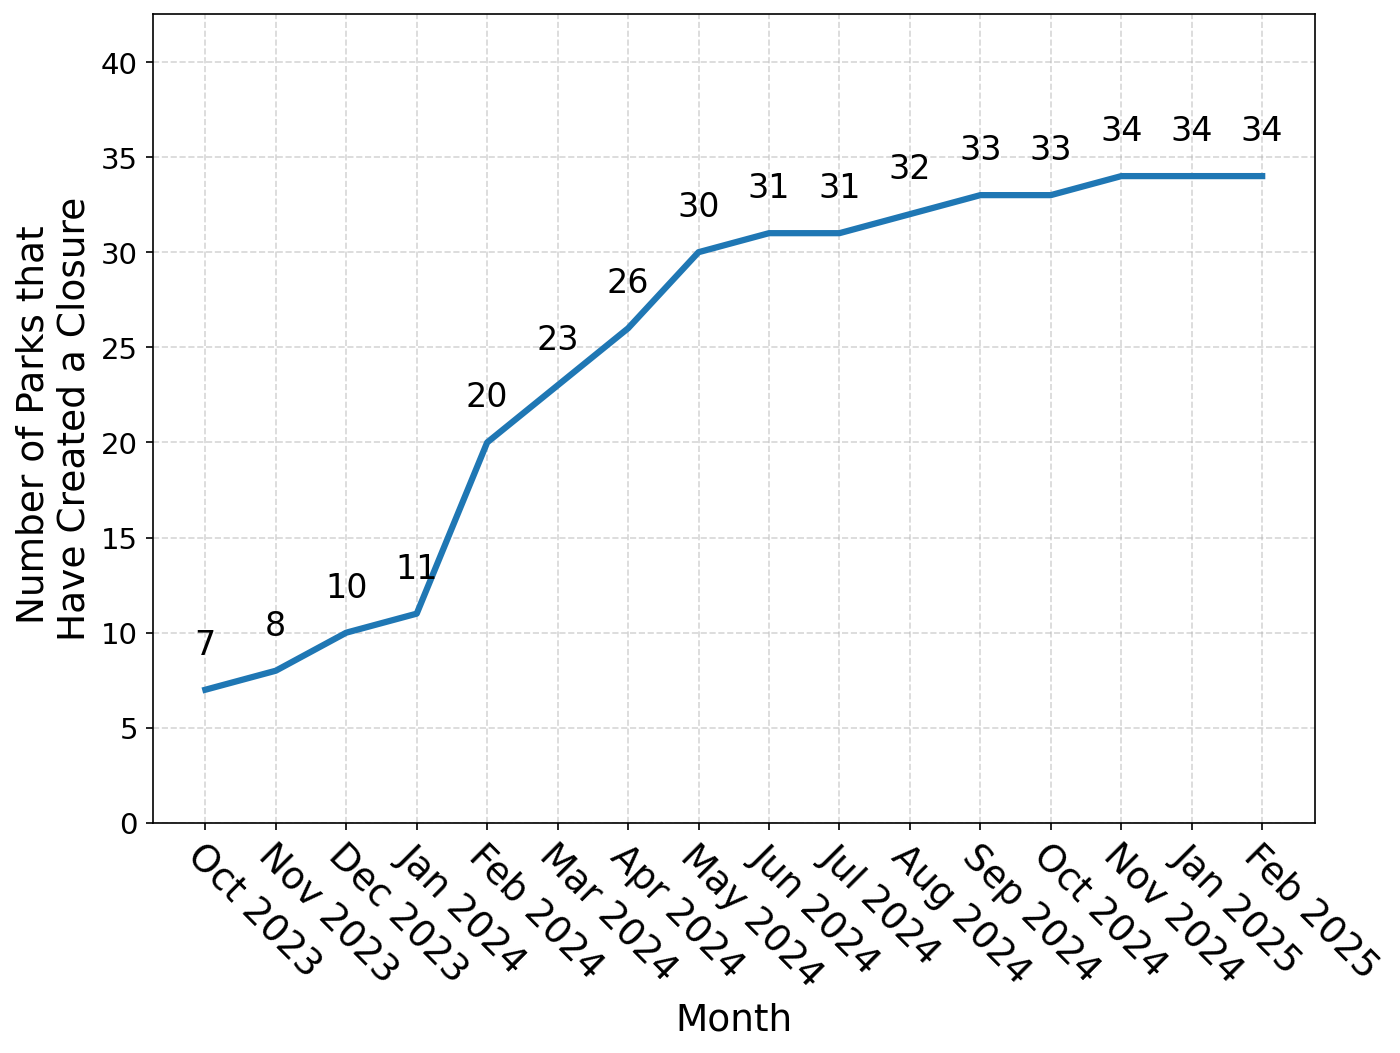 Number of Parks that
Have Created a Closure
40
35
30
25
20
15
10
5
0
7
8
10
11
20
23
26
30
31
31
32
33
33
34
34
34
Oct 2023
Nov 2023
Dec 2023
Jan 2024
Feb 2024
Mar 2024
Apr 2024
May 2024
Jun 2024
Jul 2024
Aug 2024
Sep 2024
Oct 2024
Nov 2024
Jan 2025
Feb 2025
Month